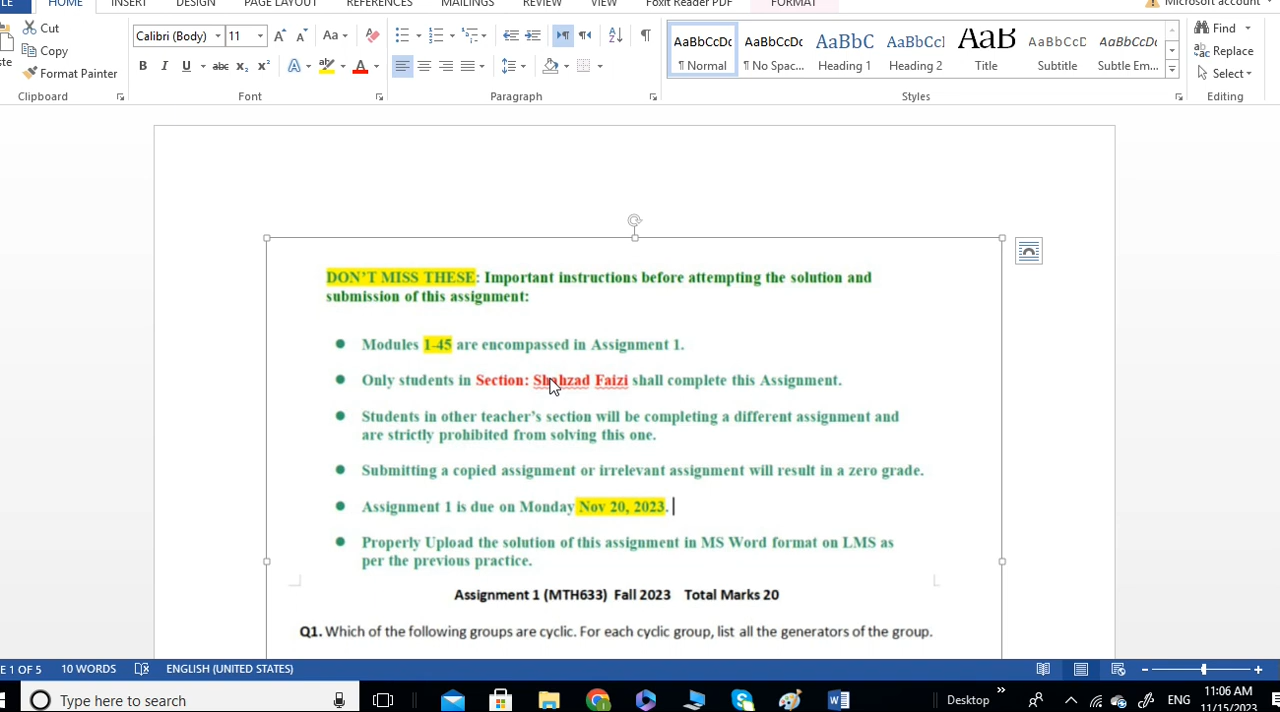 HOME INSERT DESIGN PAGE LAYOUT REFERENCES MAILINGS REVIEW VIEW Foxit Reader PDF FORMAT Microsoft account
Cut
Copy
Format Painter
Clipboard
Calibri (Body) 11 Aa
B I U abc X₂ X² A A
Font
Paragraph
AaBbCcDc AaBbCcDc AaBbC AaBbCcl AaB AaBbCcD AaBbCcDc
¶ Normal ¶ No Spac... Heading 1 Heading 2 Title Subtitle Subtle Em...
Styles
Find
Replace
Select
Editing
DON'T MISS THESE: Important instructions before attempting the solution and
submission of this assignment:
● Modules 1-45 are encompassed in Assignment 1.
● Only students in Section: Shahzad Faizi shall complete this Assignment.
● Students in other teacher's section will be completing a different assignment and
are strictly prohibited from solving this one.
● Submitting a copied assignment or irrelevant assignment will result in a zero grade.
● Assignment 1 is due on Monday Nov 20, 2023.
● Properly Upload the solution of this assignment in MS Word format on LMS as
per the previous practice.
Assignment 1 (MTH633) Fall 2023 Total Marks 20
Q1. Which of the following groups are cyclic. For each cyclic group, list all the generators of the group.
E 1 OF 5 10 WORDS ENGLISH (UNITED STATES)
Type here to search
Desktop
ENG
11:06 AM
11/15/2023